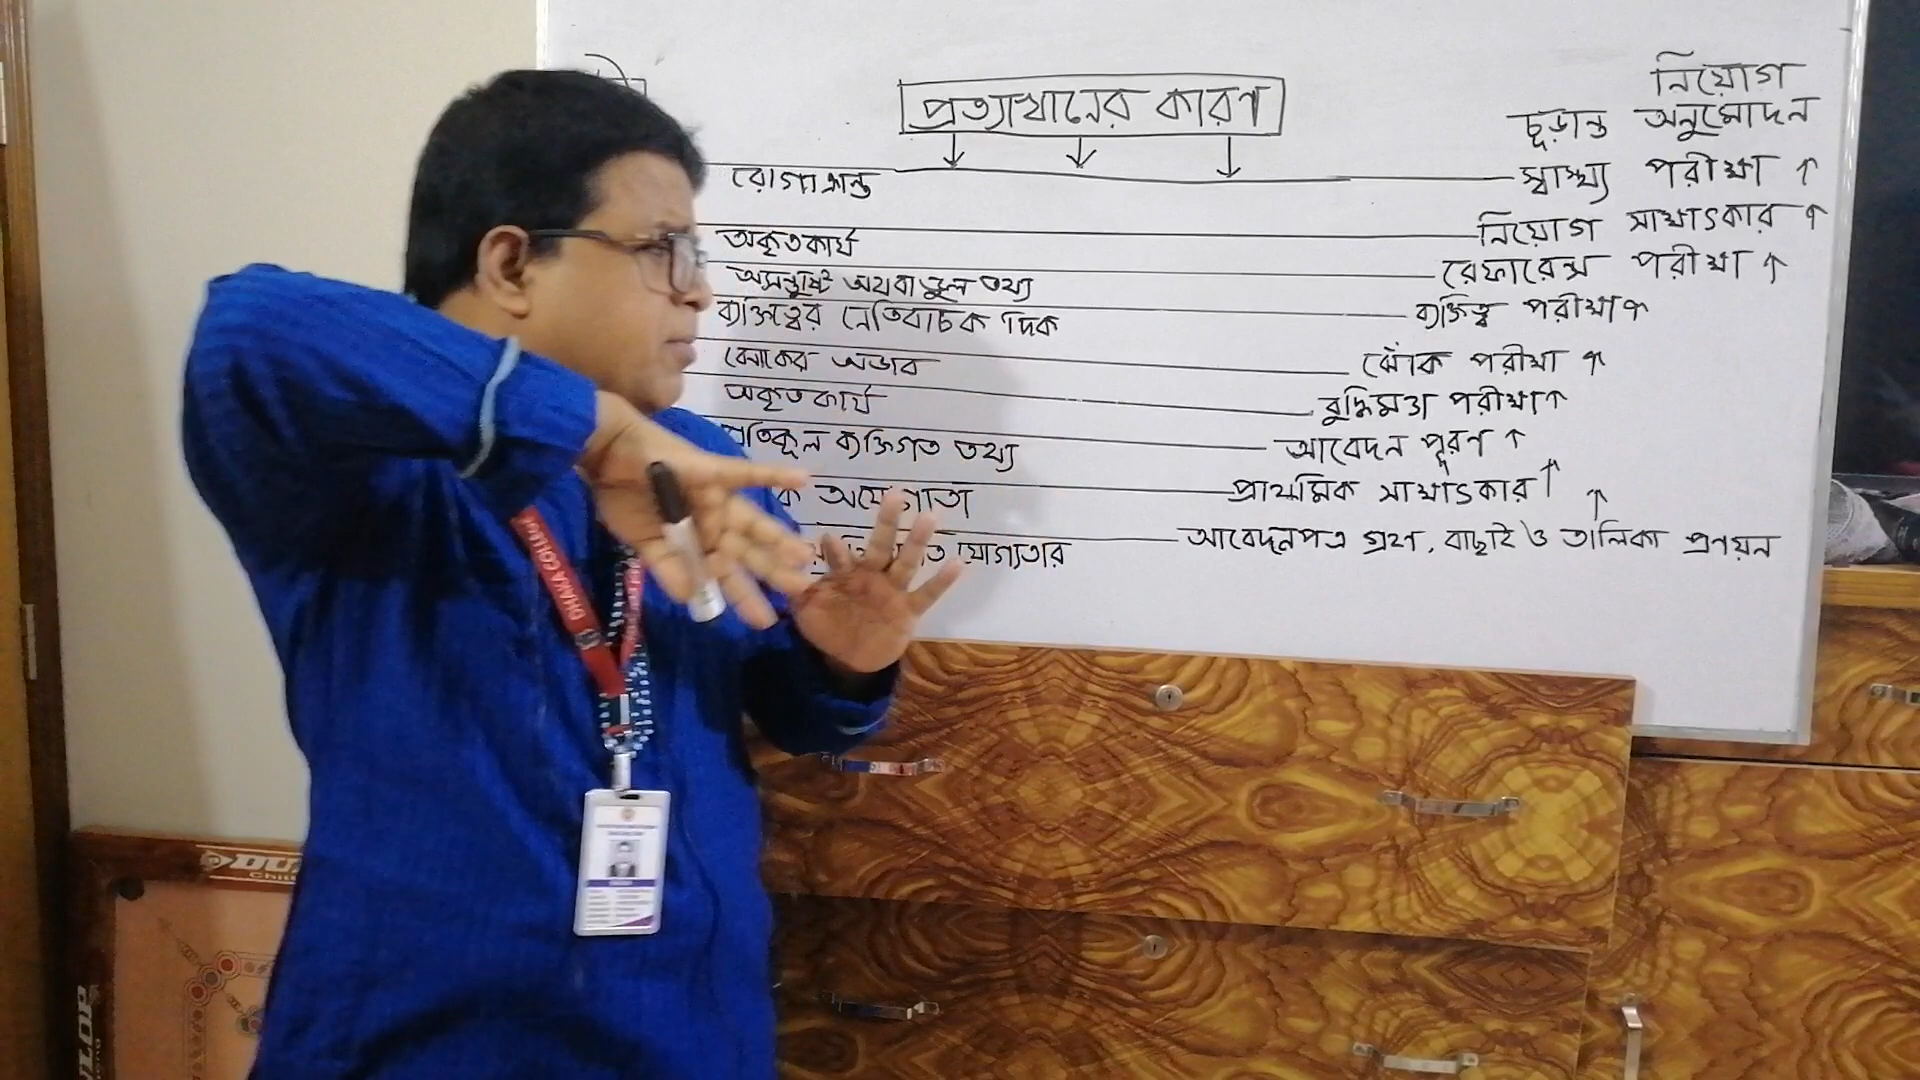 প্রত্যাখানের কারণ
নিয়োগ
চূড়ান্ত অনুমোদন
রোগাক্রান্ত
স্বাস্থ্য পরীক্ষা ↑
অকৃতকার্য
নিয়োগ সাক্ষাৎকার ↑
অসন্তুষ্টি অথবা ভুল তথ্য
রেফারেন্স পরীক্ষা ↑
ব্যক্তিত্বের নেতিবাচক দিক
ব্যক্তিত্ব পরীক্ষা ↑
ঝোঁকের অভাব
ঝোঁক পরীক্ষা ↑
অকৃতকার্য
বুদ্ধিমত্তা পরীক্ষা ↑
প্রতিকূল ব্যক্তিগত তথ্য
আবেদন পূরণ ↑
অযোগ্যতা
প্রাথমিক সাক্ষাৎকার ↑
যোগ্যতার
আবেদনপত্র গ্রহণ, বাছাই ও তালিকা প্রণয়ন
DHAKA COLLEGE